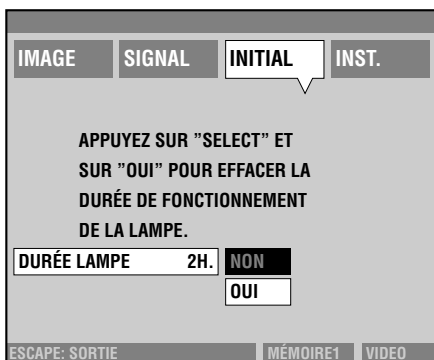 IMAGE SIGNAL INITIAL INST.
APPUYEZ SUR ”SELECT” ET
SUR ”OUI” POUR EFFACER LA
DURÉE DE FONCTIONNEMENT
DE LA LAMPE.
DURÉE LAMPE 2H. NON
OUI
ESCAPE: SORTIE MÉMOIRE1 VIDEO